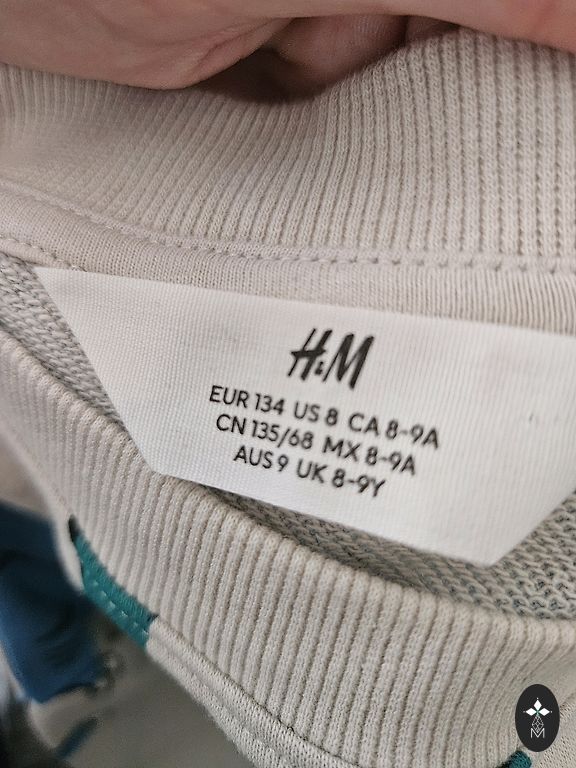 H&M
EUR 134 US 8 CA 8-9A
CN 135/68 MX 8-9A
AUS 9 UK 8-9Y
M